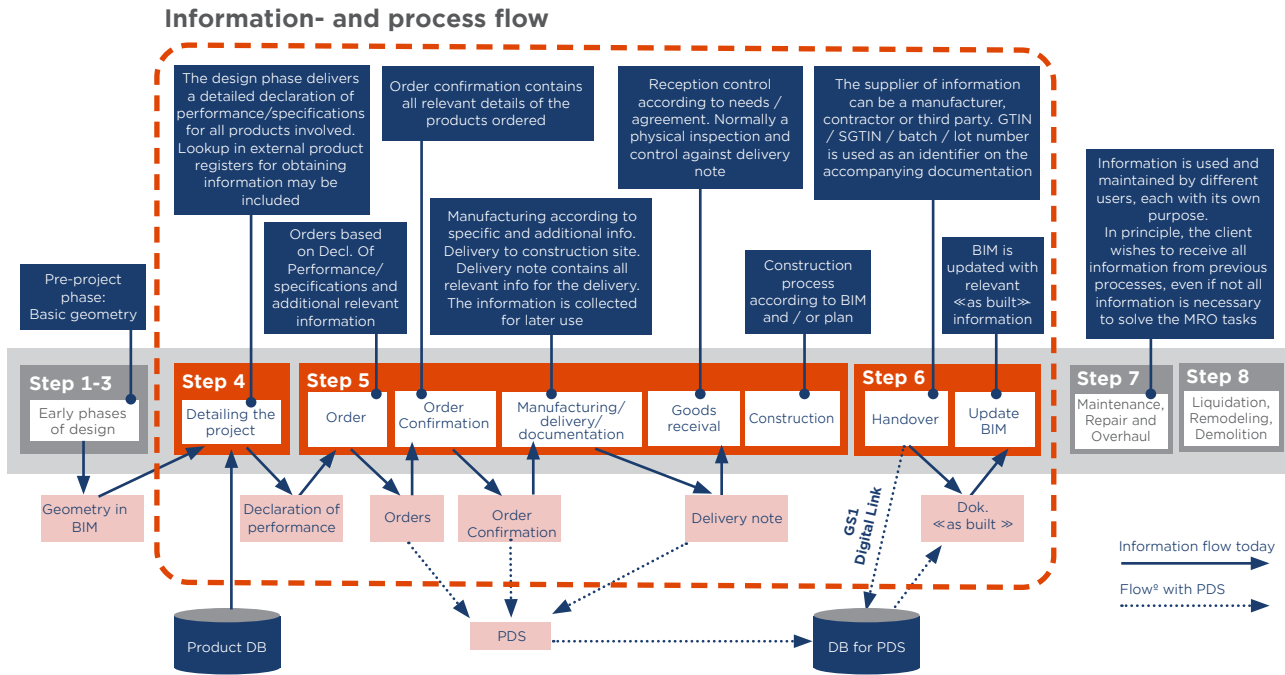 Information- and process flow
The design phase delivers
a detailed declaration of
performance/specifications
for all products involved.
Lookup in external product
registers for obtaining
information may be
included
Order confirmation contains
all relevant details of the
products ordered
Reception control
according to needs /
agreement. Normally a
physical inspection and
control against delivery
note
The supplier of information
can be a manufacturer,
contractor or third party. GTIN
/ SGTIN / batch / lot number
is used as an identifier on the
accompanying documentation
Information is used and
maintained by different
users, each with its own
purpose.
In principle, the client
wishes to receive all
information from previous
processes, even if not all
information is necessary
to solve the MRO tasks
Pre-project
phase:
Basic geometry
Orders based
on Decl. Of
Performance/
specifications and
additional relevant
information
Manufacturing according to
specific and additional info.
Delivery to construction site.
Delivery note contains all
relevant info for the delivery.
The information is collected
for later use
Construction
process
according to BIM
and / or plan
BIM is
updated with
relevant
≪as built≫
information
Step 1-3
Early phases
of design
Step 4
Detailing the
project
Step 5
Order
Order
Confirmation
Manufacturing/
delivery/
documentation
Goods
receival
Construction
Step 6
Handover
Update
BIM
Step 7
Maintenance,
Repair and
Overhaul
Step 8
Liquidation,
Remodeling,
Demolition
Geometry in
BIM
Declaration of
performance
Orders
Order
Confirmation
Delivery note
GS1
Digital Link
Dok.
≪as built ≫
Information flow today
Flowº with PDS
Product DB
PDS
DB for PDS